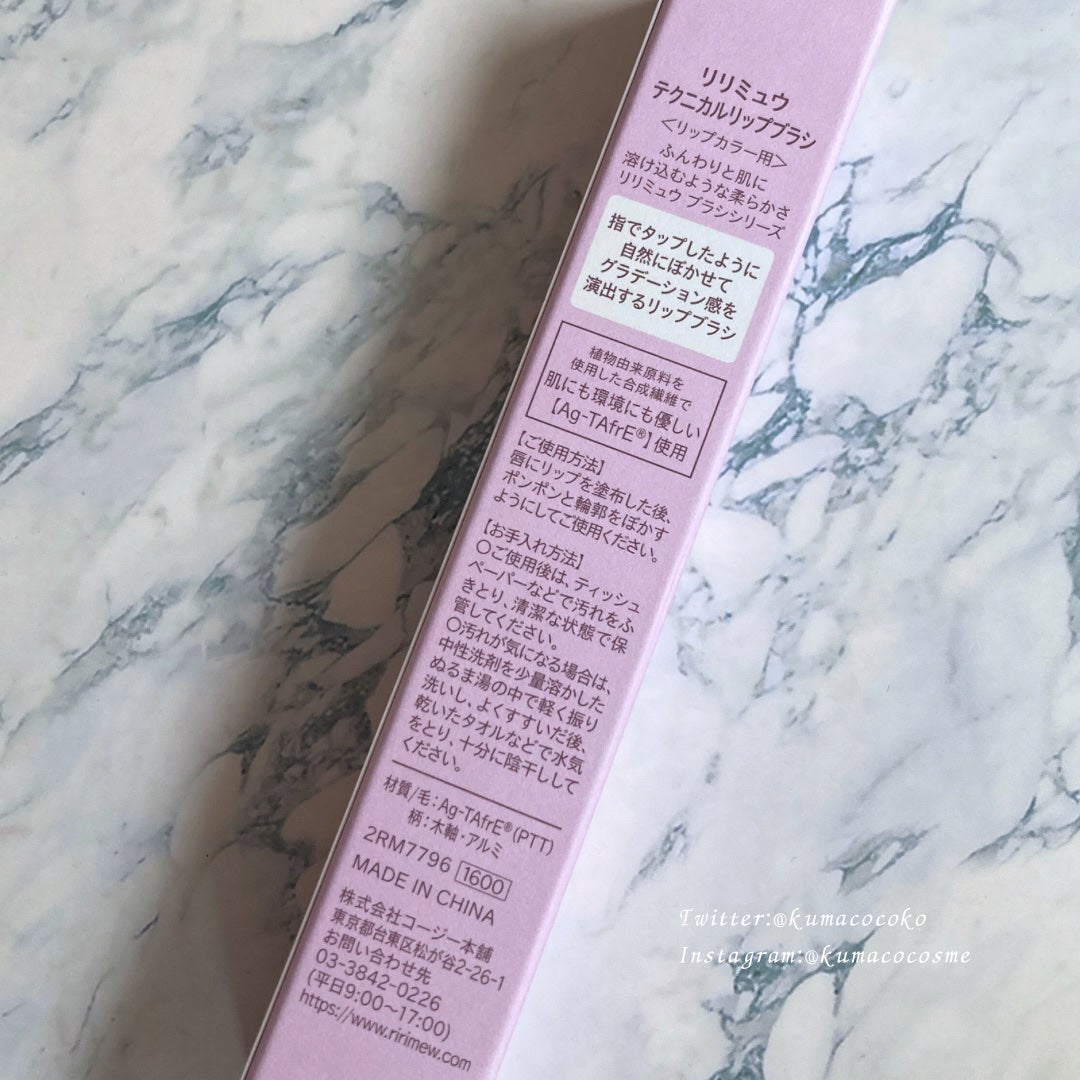 リリミュウ
テクニカルリップブラシ
＜リップカラー用＞
ふんわりと肌に
溶け込むような柔らかさ
リリミュウ ブラシシリーズ
指でタップしたように
自然にぼかせて
グラデーション感を
演出するリップブラシ
植物由来原料を
使用した合成繊維で
肌にも環境にも優しい
【Ag-TAfrE®】使用
【ご使用方法】
唇にリップを塗布した後、
ポンポンと輪郭をぼかす
ようにしてご使用ください。
【お手入れ方法】
〇ご使用後は、ティッシュ
ペーパーなどで汚れをふ
きとり、清潔な状態で保
管してください。
〇汚れが気になる場合は、
中性洗剤を少量溶かした
ぬるま湯の中で軽く振り
洗いし、よくすすいだ後、
乾いたタオルなどで水気
をとり、十分に陰干しして
ください。
材質/毛：Ag-TAfrE®(PTT)
柄：木軸・アルミ
2RM7796 1600
MADE IN CHINA
株式会社コージー本舗
東京都台東区松が谷2-26-1
お問い合わせ先
03-3842-0226
(平日9:00～17:00)
https://www.ririmew.com
Twitter:@kumacocoko
Instagram:@kumacocosme